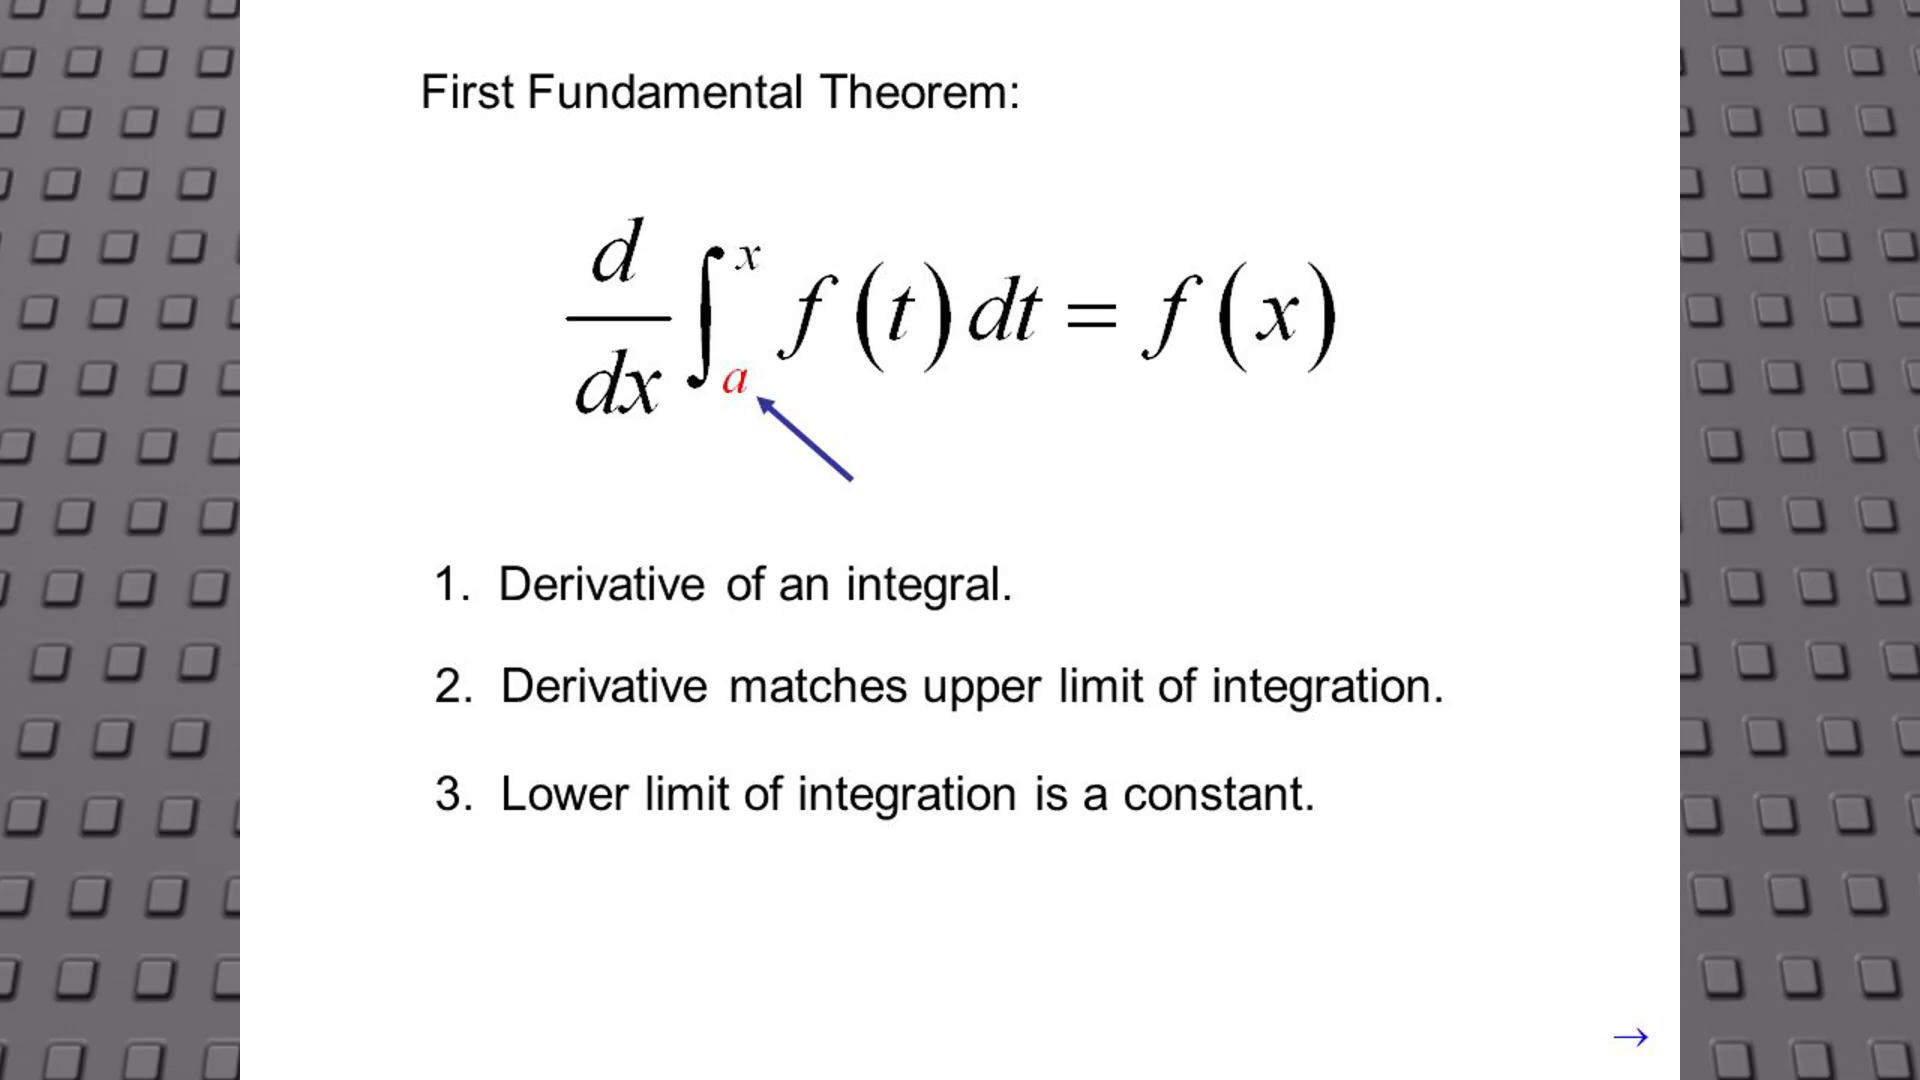 First Fundamental Theorem:
d/dx ∫_a^x f(t) dt = f(x)
1. Derivative of an integral.
2. Derivative matches upper limit of integration.
3. Lower limit of integration is a constant.
→